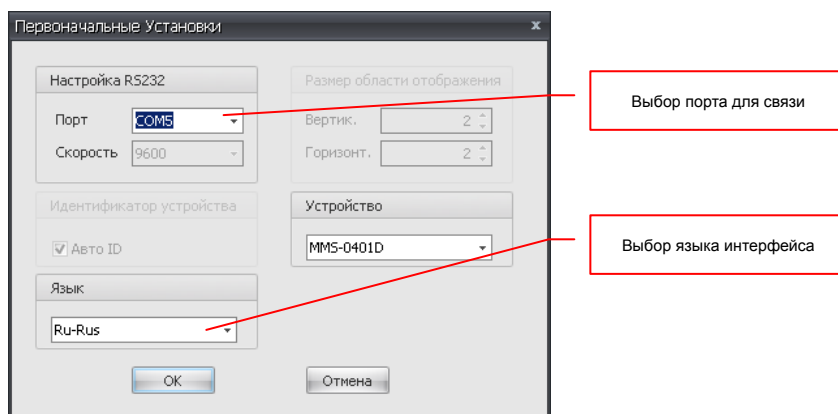 Первоначальные Установки
x
Настройка RS232
Порт COM5
Скорость 9600
Размер области отображения
Вертик. 2
Горизонт. 2
Выбор порта для связи
Идентификатор устройства
Авто ID
Устройство
MMS-0401D
Выбор языка интерфейса
Язык
Ru-Rus
OK
Отмена